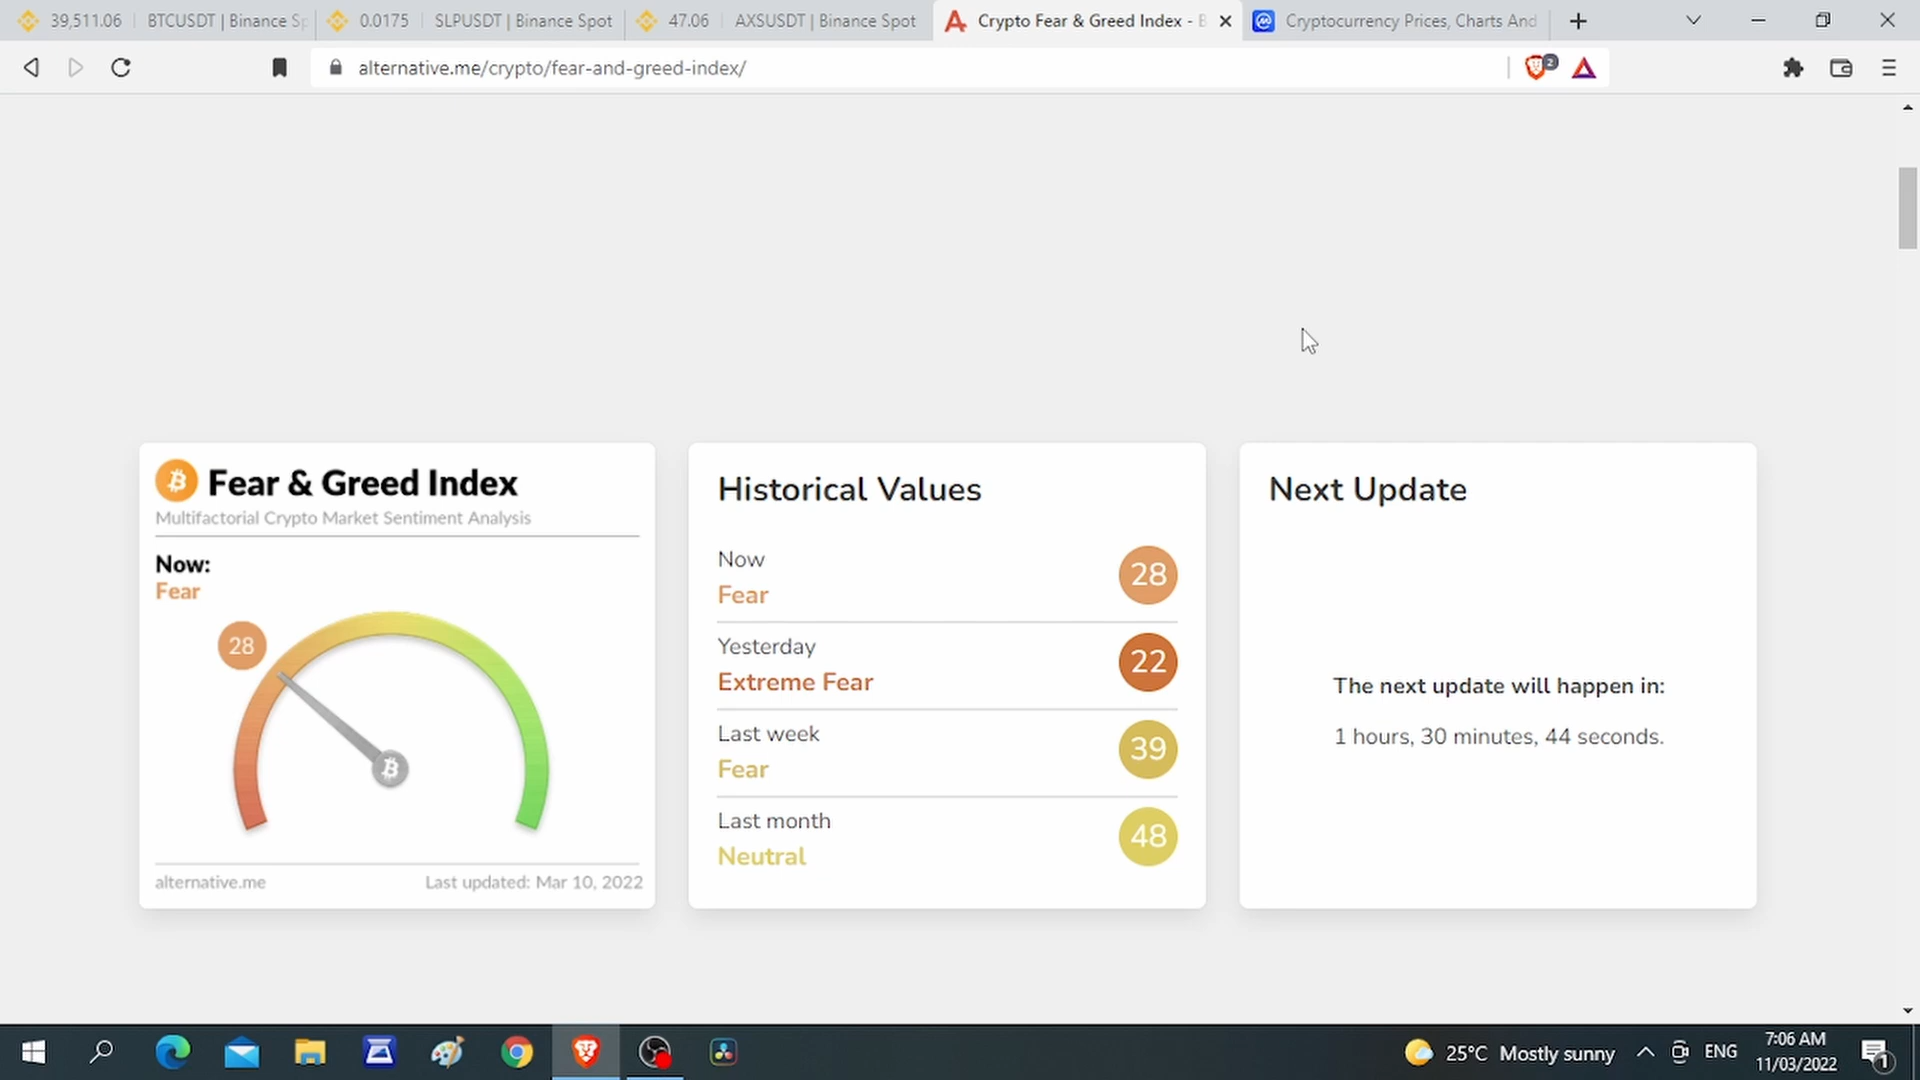 39,511.06 BTCUSDT | Binance Sp
0.0175 SLPUSDT | Binance Spot
47.06 AXSUSDT | Binance Spot
Crypto Fear & Greed Index - B
Cryptocurrency Prices, Charts And
alternative.me/crypto/fear-and-greed-index/
2
Fear & Greed Index
Multifactorial Crypto Market Sentiment Analysis
Now:
Fear
28
alternative.me
Last updated: Mar 10, 2022
Historical Values
Now
Fear
28
Yesterday
Extreme Fear
22
Last week
Fear
39
Last month
Neutral
48
Next Update
The next update will happen in:
1 hours, 30 minutes, 44 seconds.
25°C Mostly sunny
ENG
7:06 AM
11/03/2022
1